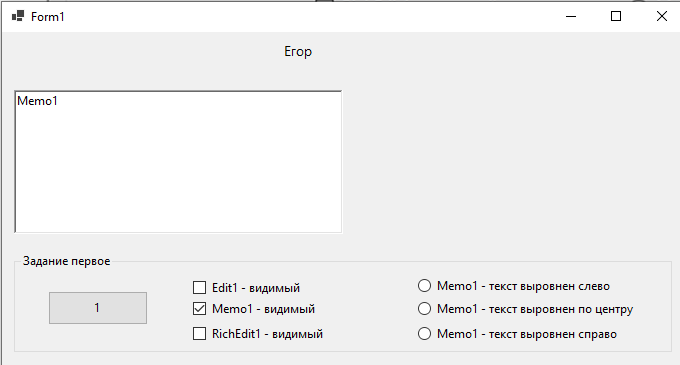 Form1
Егор
Memo1
Задание первое
1
Edit1 - видимый
Memo1 - видимый
RichEdit1 - видимый
Memo1 - текст выровнен слево
Memo1 - текст выровнен по центру
Memo1 - текст выровнен справо